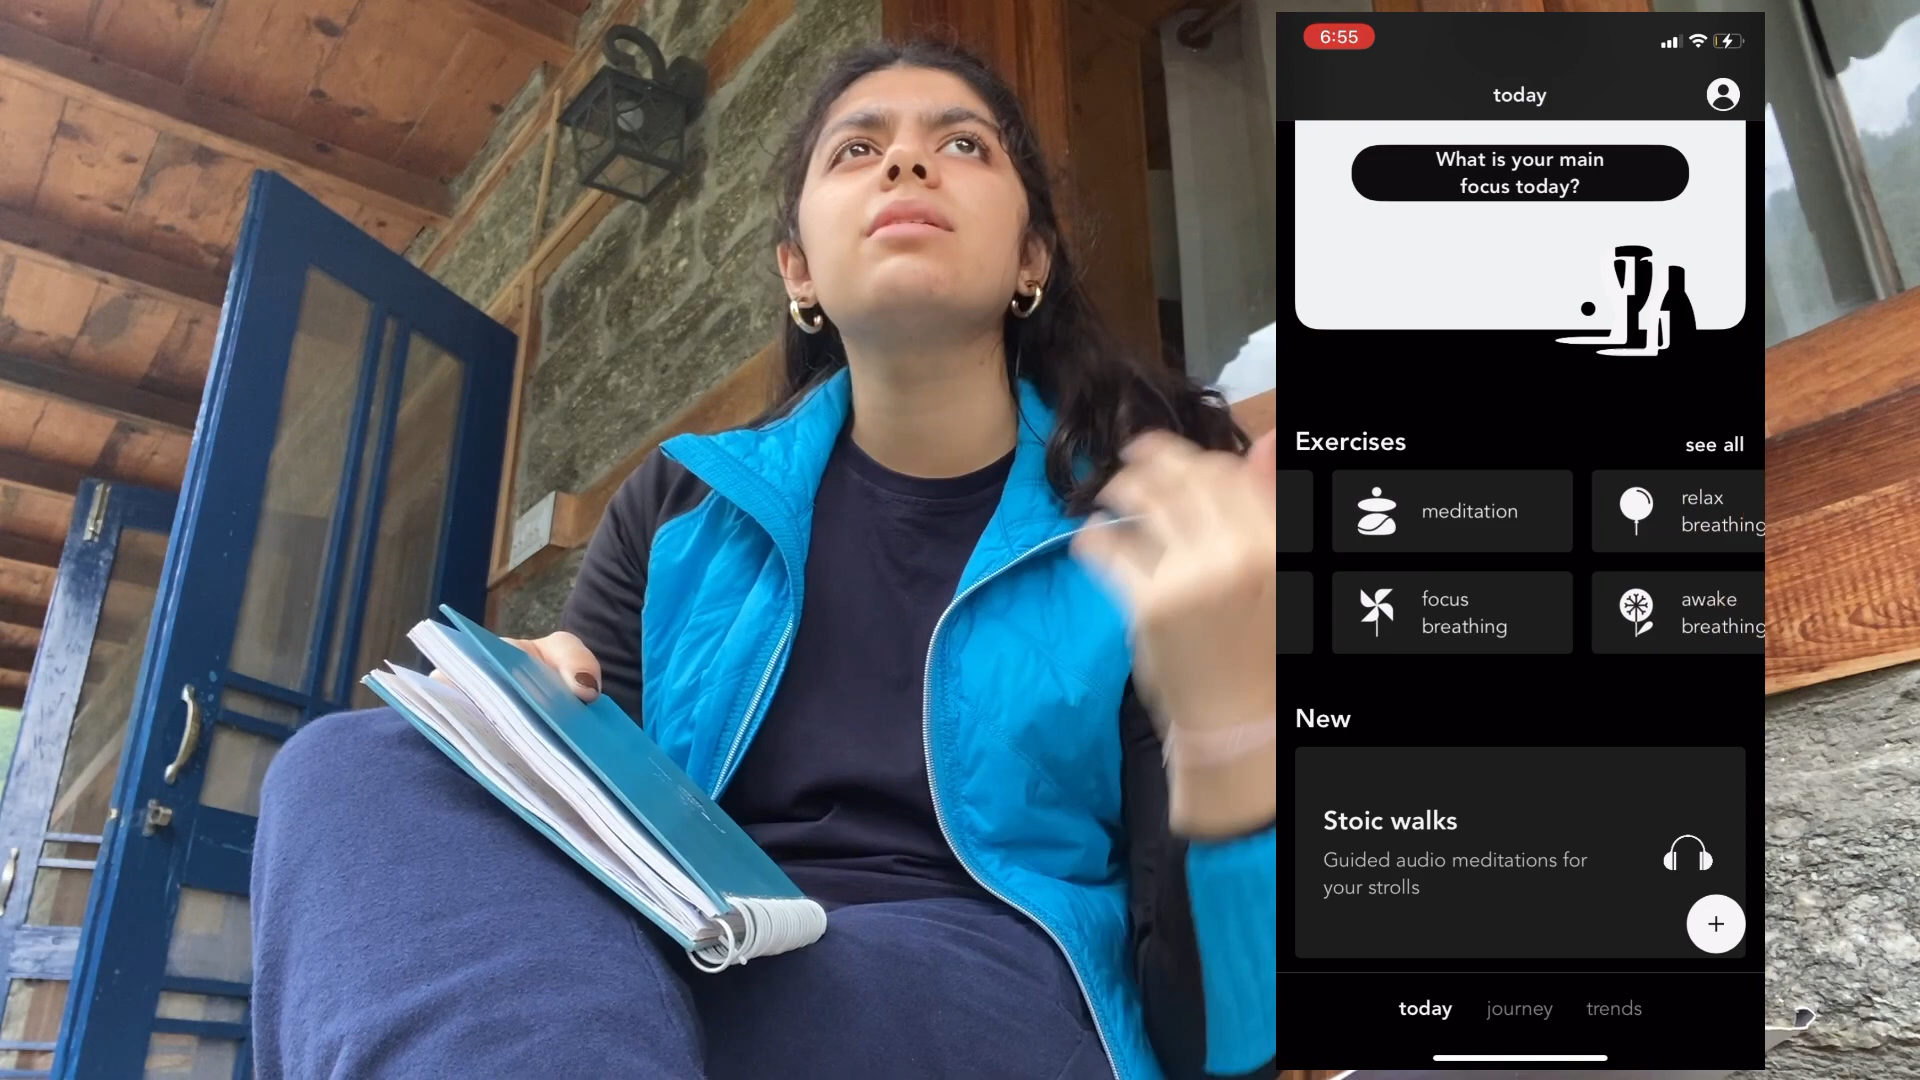 6:55
today
What is your main
focus today?
Exercises
see all
meditation
relax
breathing
focus
breathing
awake
breathing
New
Stoic walks
Guided audio meditations for
your strolls
+
today
journey
trends